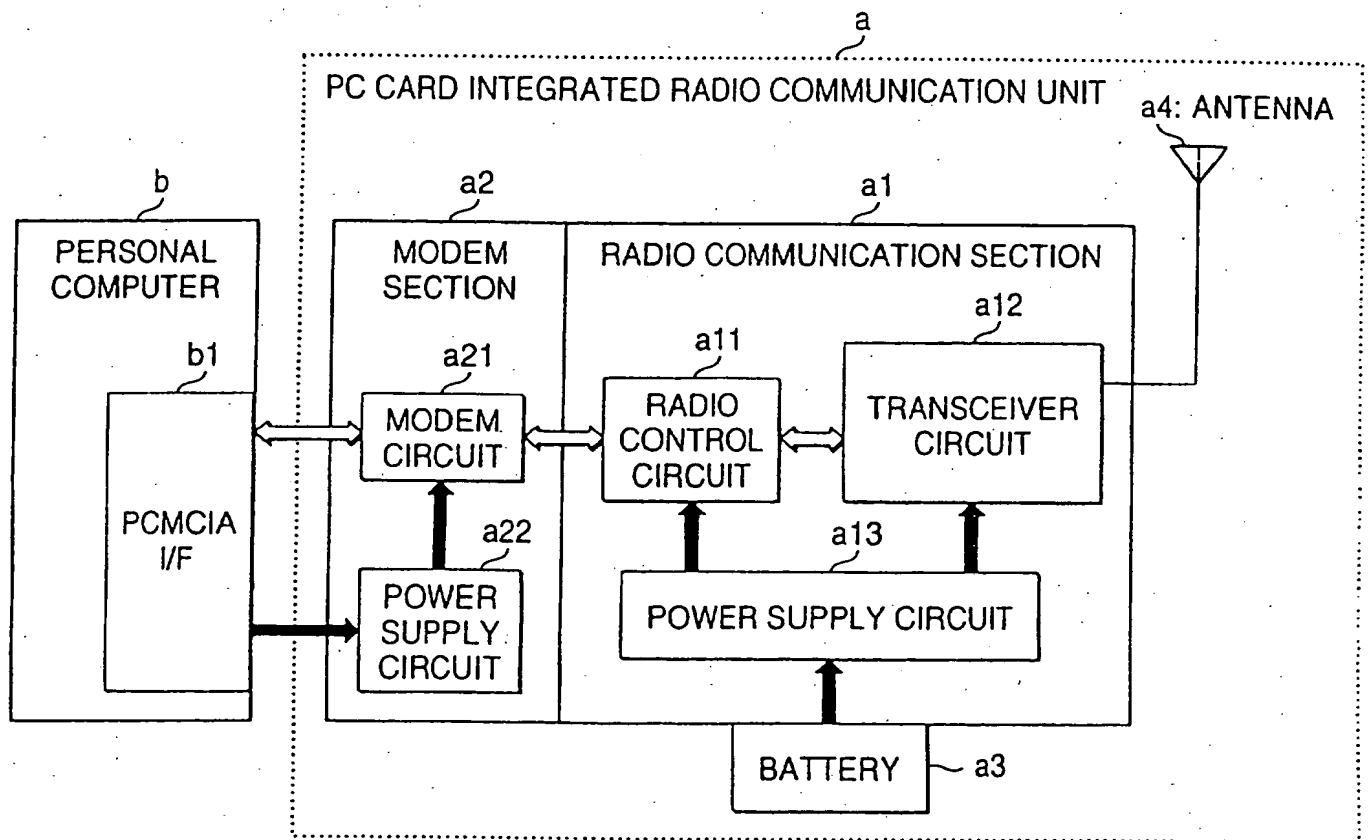 a
PC CARD INTEGRATED RADIO COMMUNICATION UNIT
a4: ANTENNA
b
a2
a1
PERSONAL
COMPUTER
MODEM
SECTION
RADIO COMMUNICATION SECTION
b1
a21
a11
a12
MODEM
CIRCUIT
RADIO
CONTROL
CIRCUIT
TRANSCEIVER
CIRCUIT
PCMCIA
I/F
a22
a13
POWER
SUPPLY
CIRCUIT
POWER SUPPLY CIRCUIT
BATTERY
a3